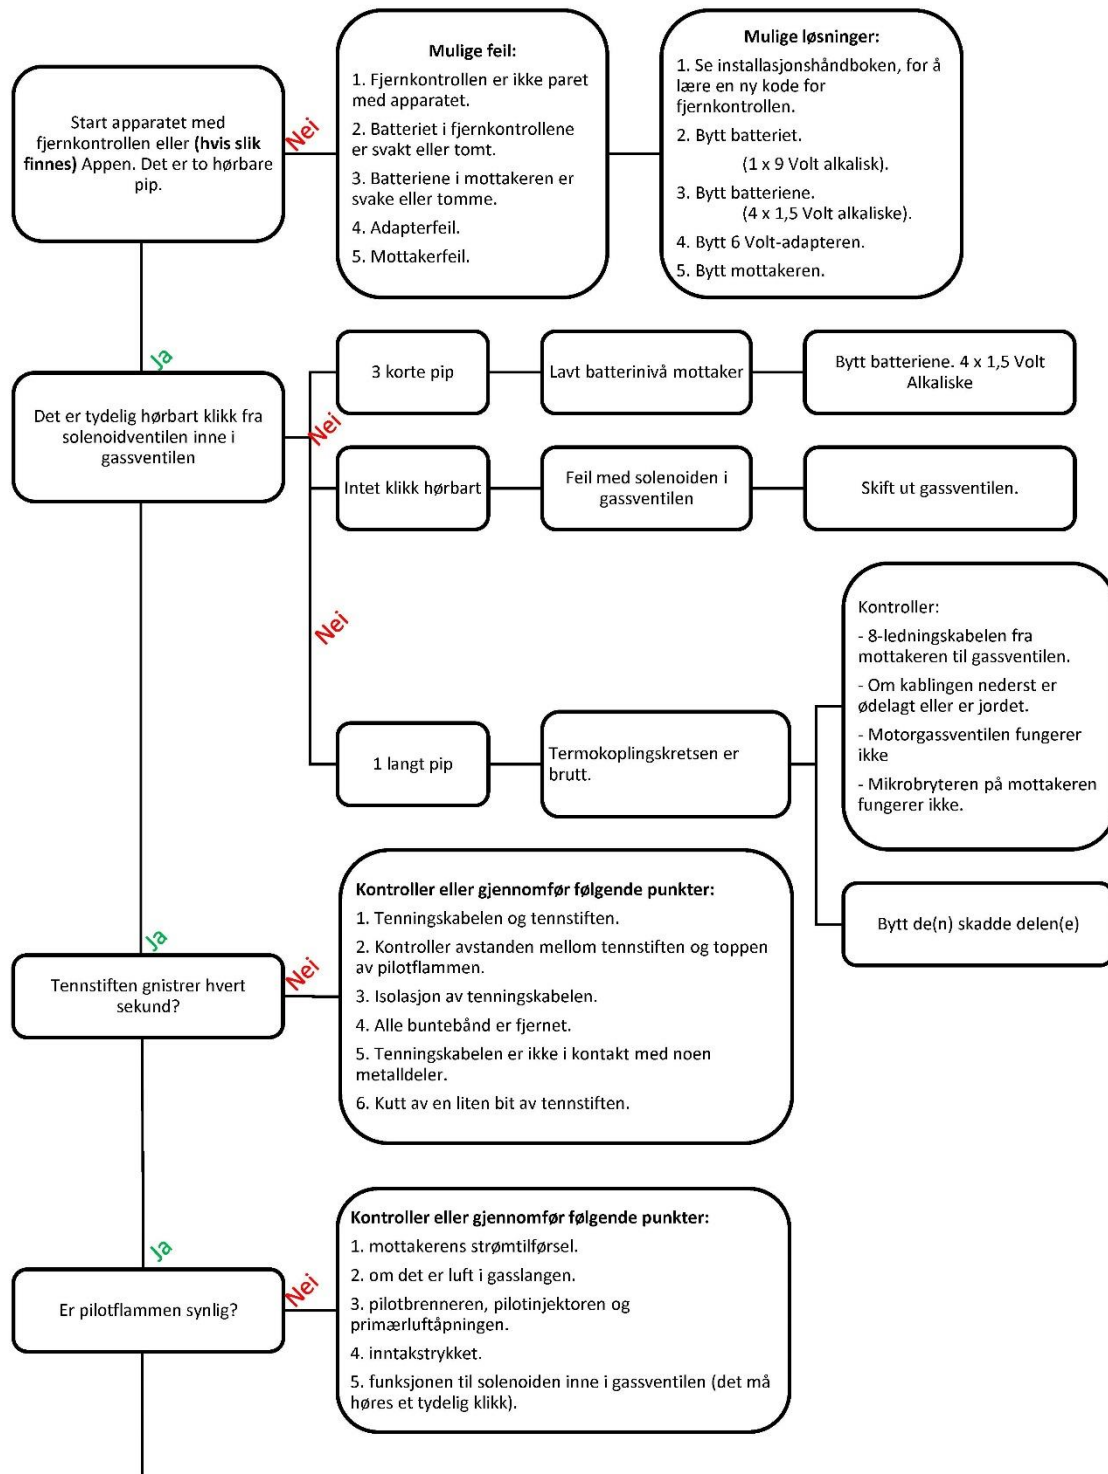 Start apparatet med
fjernkontrollen eller (hvis slik
finnes) Appen. Det er to hørbare
pip.
Nei
Mulige feil:
1. Fjernkontrollen er ikke paret
med apparatet.
2. Batteriet i fjernkontrollene
er svakt eller tomt.
3. Batteriene i mottakeren er
svake eller tomme.
4. Adapterfeil.
5. Mottakerfeil.
Mulige løsninger:
1. Se installasjonshåndboken, for å
lære en ny kode for
fjernkontrollen.
2. Bytt batteriet.
(1 x 9 Volt alkalisk).
3. Bytt batteriene.
(4 x 1,5 Volt alkaliske).
4. Bytt 6 Volt-adapteren.
5. Bytt mottakeren.
Ja
Det er tydelig hørbart klikk fra
solenoidventilen inne i
gassventilen
Nei
3 korte pip
Lavt batterinivå mottaker
Bytt batteriene. 4 x 1,5 Volt
Alkaliske
Intet klikk hørbart
Feil med solenoiden i
gassventilen
Skift ut gassventilen.
Nei
1 langt pip
Termokoplingskretsen er
brutt.
Kontroller:
- 8-ledningskabelen fra
mottakeren til gassventilen.
- Om kablingen nederst er
ødelagt eller er jordet.
- Motorgassventilen fungerer
ikke
- Mikrobryteren på mottakeren
fungerer ikke.
Bytt de(n) skadde delen(e)
Ja
Tennstiften gnistrer hvert
sekund?
Nei
Kontroller eller gjennomfør følgende punkter:
1. Tenningskabelen og tennstiften.
2. Kontroller avstanden mellom tennstiften og toppen
av pilotflammen.
3. Isolasjon av tenningskabelen.
4. Alle buntebånd er fjernet.
5. Tenningskabelen er ikke i kontakt med noen
metalldeler.
6. Kutt av en liten bit av tennstiften.
Ja
Er pilotflammen synlig?
Nei
Kontroller eller gjennomfør følgende punkter:
1. mottakerens strømtilførsel.
2. om det er luft i gasslangen.
3. pilotbrenneren, pilotinjektoren og
primærluftåpningen.
4. inntakstrykket.
5. funksjonen til solenoiden inne i gassventilen (det må
høres et tydelig klikk).